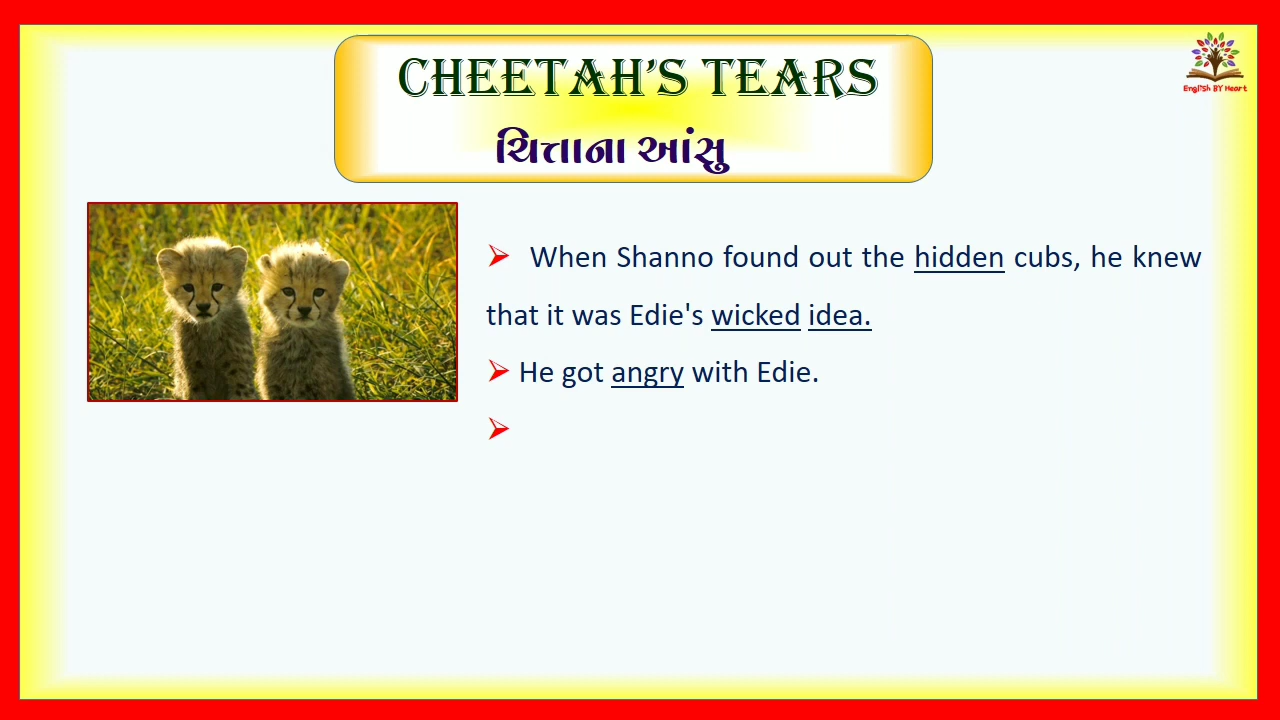 CHEETAH'S TEARS
ચિત્તાના આંસુ
English BY Heart
➢ When Shanno found out the hidden cubs, he knew
that it was Edie's wicked idea.
➢ He got angry with Edie.
➢